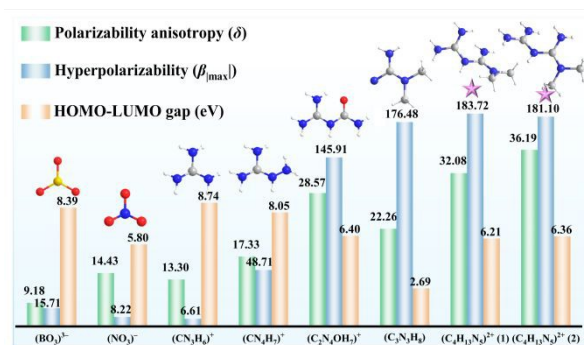 Polarizability anisotropy (δ)
Hyperpolarizability (β|max|)
HOMO-LUMO gap (eV)
9.18
15.71
8.39
14.43
8.22
5.80
13.30
6.61
8.74
17.33
48.71
8.05
28.57
145.91
6.40
22.26
176.48
2.69
32.08
183.72
6.21
36.19
181.10
6.36
(BO₃)³⁻
(NO₃)⁻
(CN₃H₆)⁺
(CN₄H₇)⁺
(C₂N₄OH₇)⁺
(C₃N₃H₈)
(C₄H₁₃N₅)²⁺ (1)
(C₄H₁₃N₅)²⁺ (2)